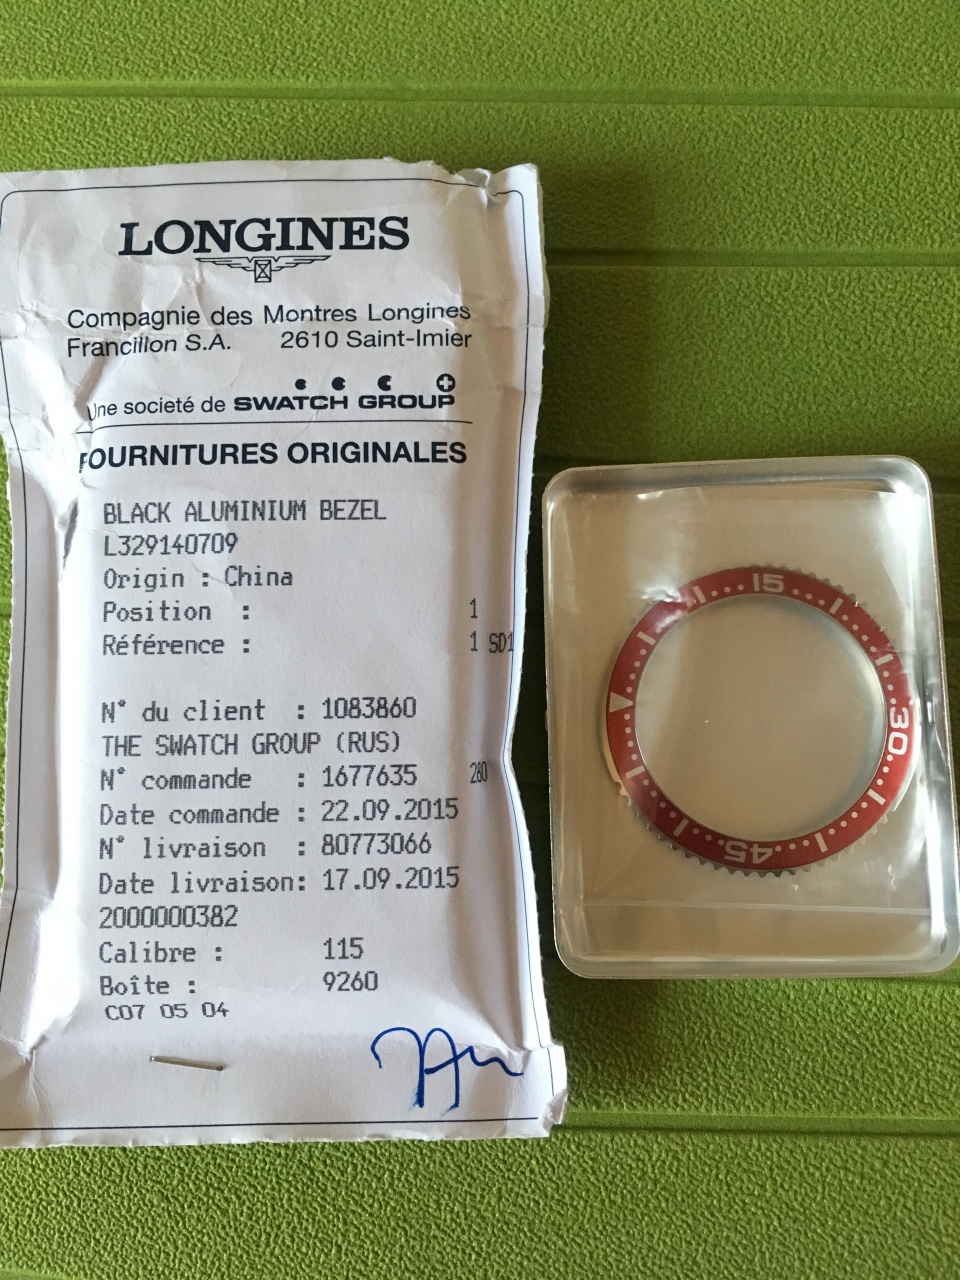 LONGINES
Compagnie des Montres Longines
Francillon S.A. 2610 Saint-Imier
Une societé de SWATCH GROUP
FOURNITURES ORIGINALES
BLACK ALUMINIUM BEZEL
L329140709
Origin : China
Position : 1
Référence : 1 SD1
N° du client : 1083860
THE SWATCH GROUP (RUS)
N° commande : 1677635 280
Date commande : 22.09.2015
N° livraison : 80773066
Date livraison: 17.09.2015
2000000382
Calibre : 115
Boîte : 9260
C07 05 04
15
30
45